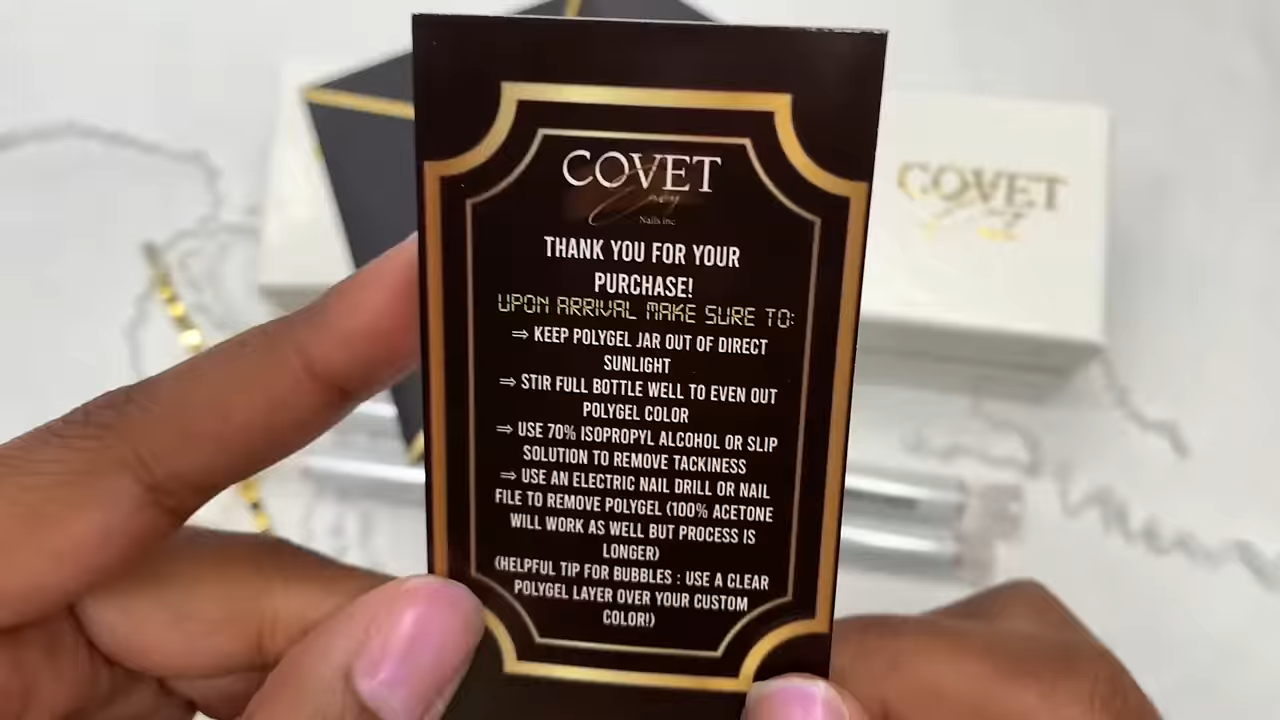 COVET
Nails inc
THANK YOU FOR YOUR
PURCHASE!
UPON ARRIVAL MAKE SURE TO:
⇒ KEEP POLYGEL JAR OUT OF DIRECT
SUNLIGHT
⇒ STIR FULL BOTTLE WELL TO EVEN OUT
POLYGEL COLOR
⇒ USE 70% ISOPROPYL ALCOHOL OR SLIP
SOLUTION TO REMOVE TACKINESS
⇒ USE AN ELECTRIC NAIL DRILL OR NAIL
FILE TO REMOVE POLYGEL (100% ACETONE
WILL WORK AS WELL BUT PROCESS IS
LONGER)
(HELPFUL TIP FOR BUBBLES : USE A CLEAR
POLYGEL LAYER OVER YOUR CUSTOM
COLOR!)
COVET